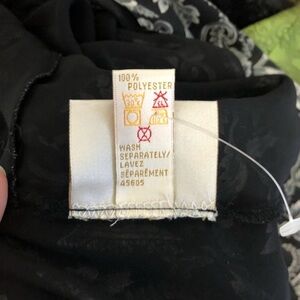 100%
POLYESTER
WASH
SEPARATELY/
LAVEZ
SÉPARÉMENT
45605